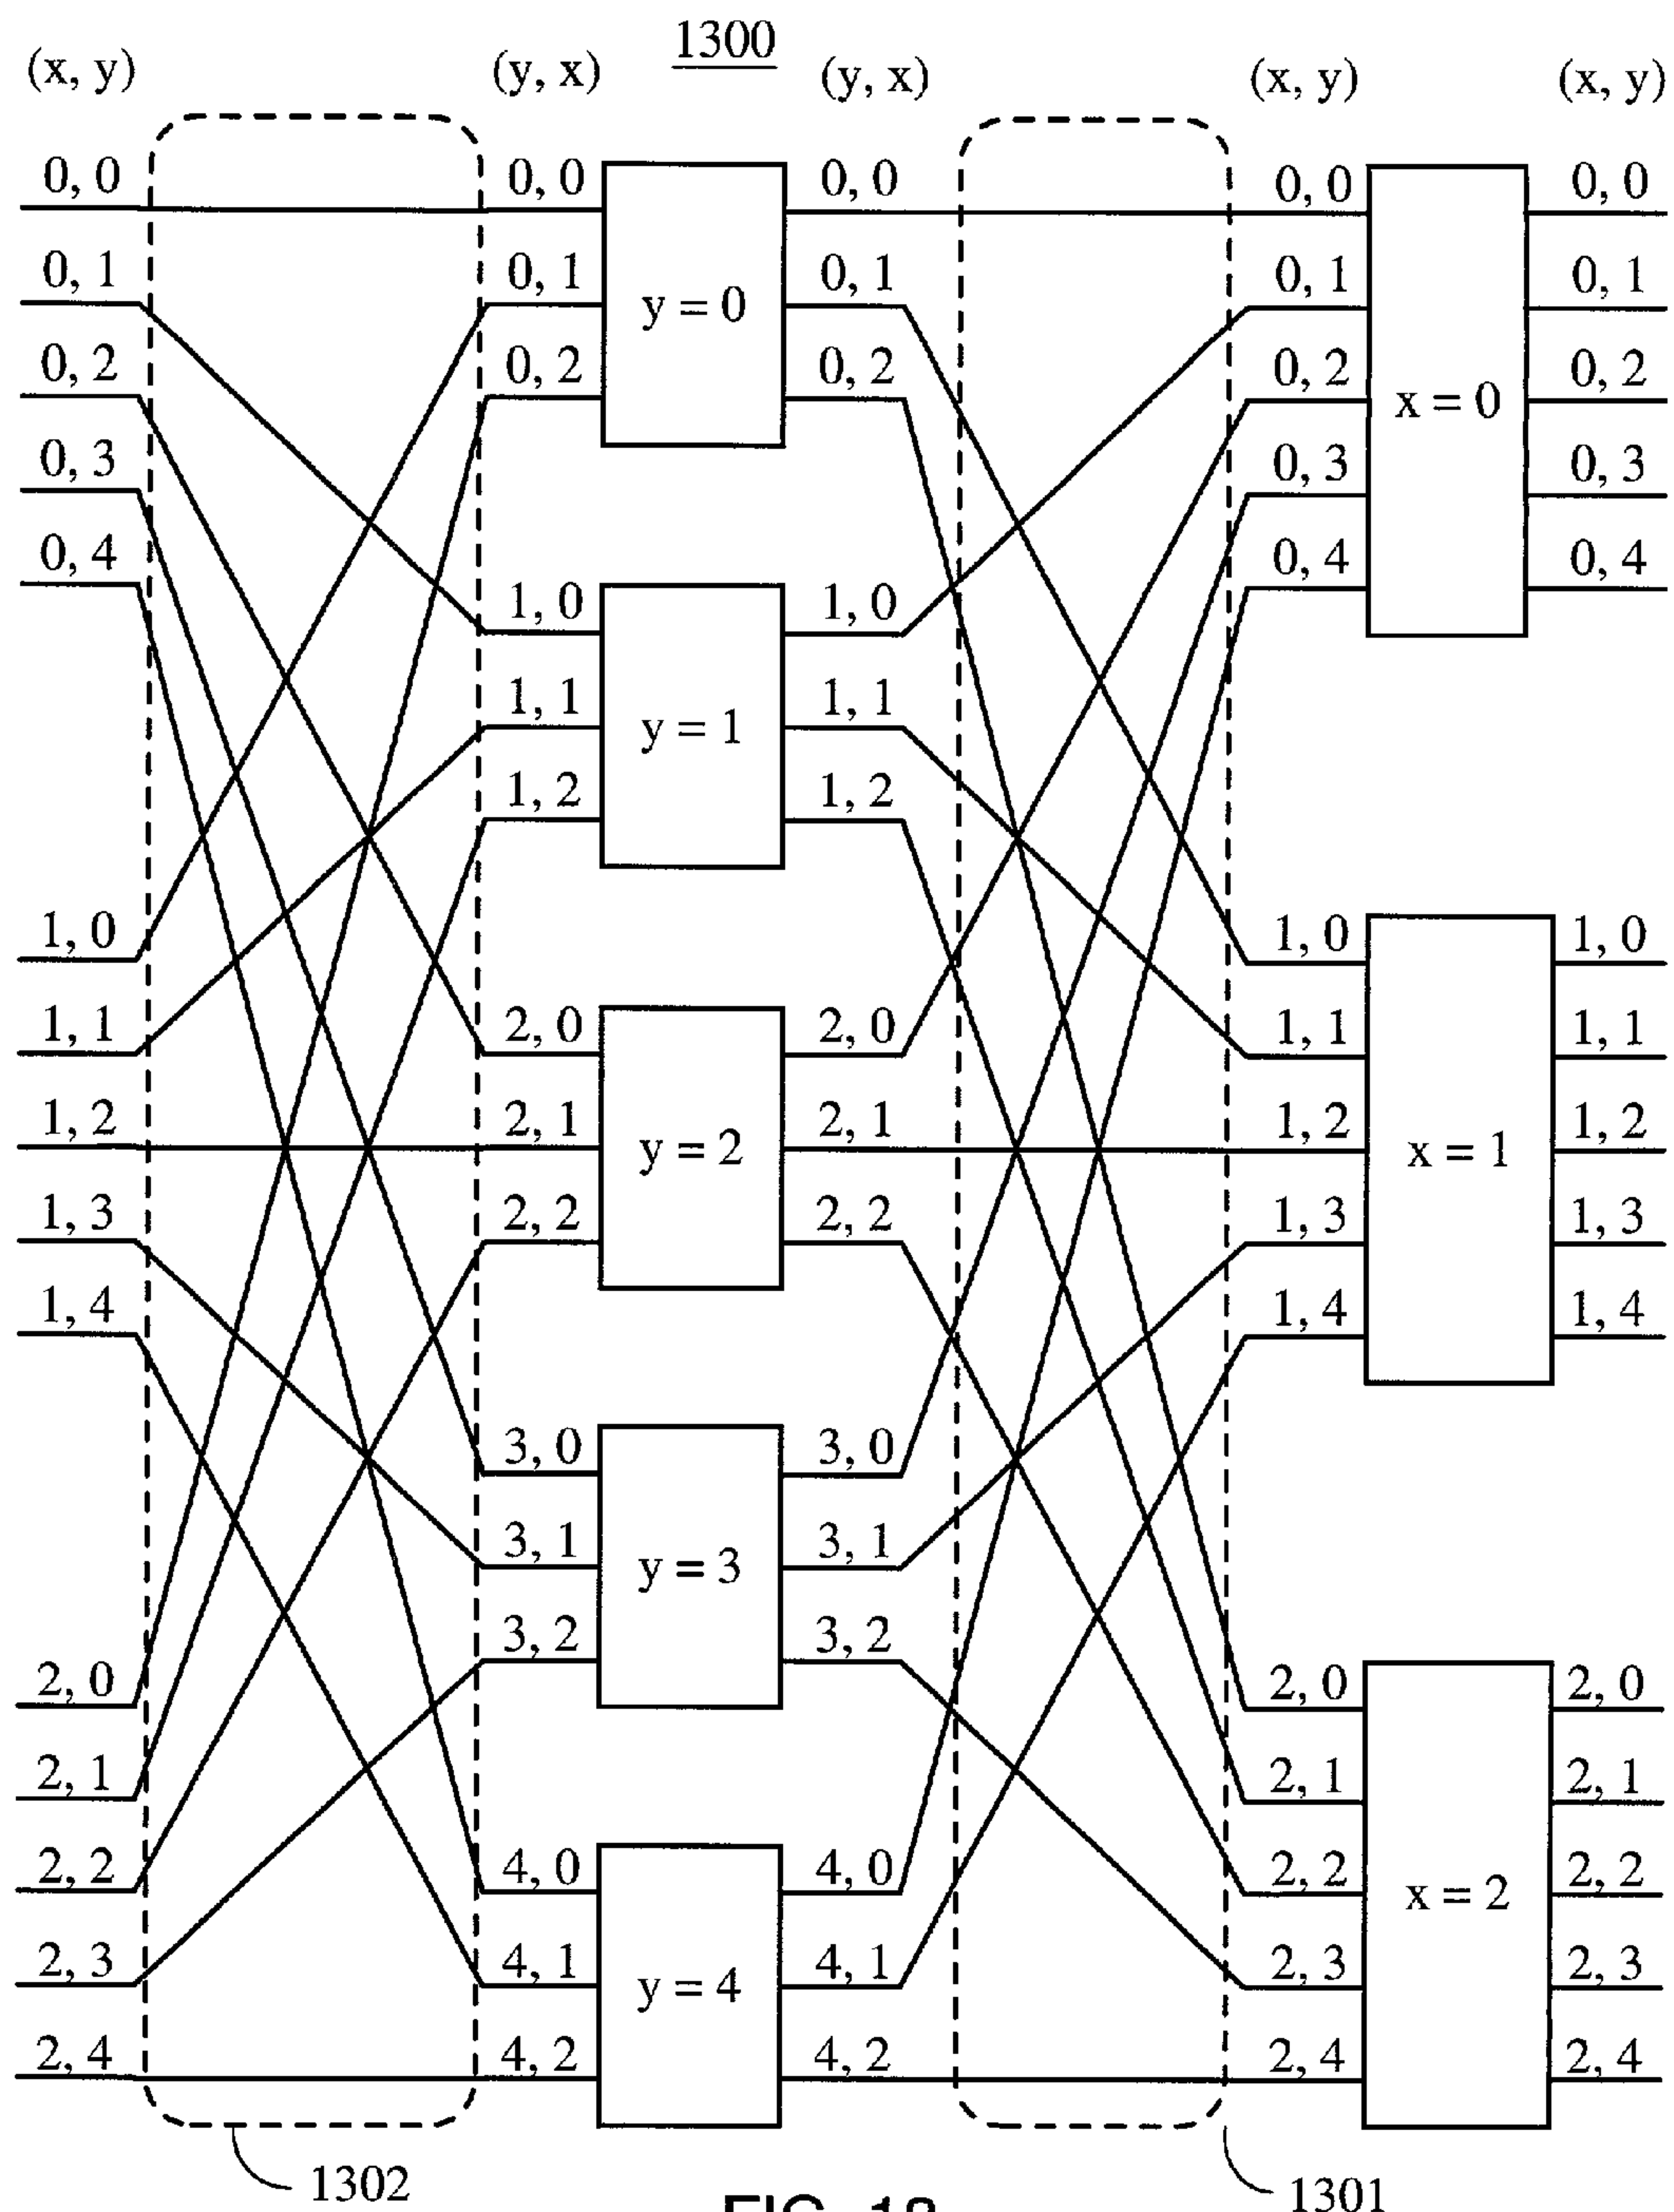 1300
(x, y) (y, x) (y, x) (x, y) (x, y)
0, 0 0, 0 0, 0 0, 0 0, 0
0, 1 0, 1 y = 0 0, 1 0, 1 0, 1
0, 2 0, 2 0, 2 0, 2 x = 0 0, 2
0, 3 0, 3 0, 3
0, 4 0, 4 0, 4
1, 0 1, 0
1, 1 y = 1 1, 1
1, 2 1, 2
1, 0 1, 0 1, 0
1, 1 2, 0 2, 0 1, 1 1, 1
1, 2 2, 1 y = 2 2, 1 1, 2 x = 1 1, 2
1, 3 2, 2 2, 2 1, 3 1, 3
1, 4 1, 4 1, 4
3, 0 3, 0
3, 1 y = 3 3, 1
3, 2 3, 2
2, 0 2, 0 2, 0
2, 1 2, 1 2, 1
2, 2 4, 0 4, 0 2, 2 x = 2 2, 2
2, 3 4, 1 y = 4 4, 1 2, 3 2, 3
2, 4 4, 2 4, 2 2, 4 2, 4
1302 1301